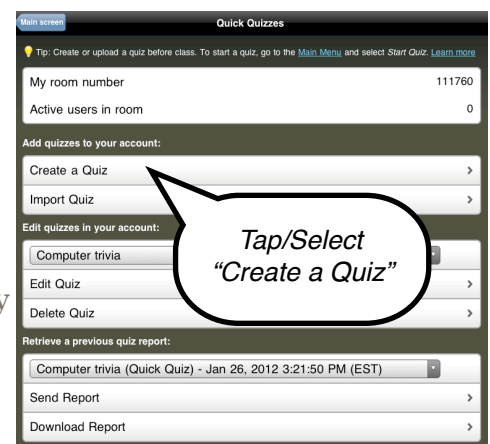 Main screen
Quick Quizzes
Tip: Create or upload a quiz before class. To start a quiz, go to the Main Menu and select Start Quiz. Learn more
My room number 111760
Active users in room 0
Add quizzes to your account:
Create a Quiz
Import Quiz
Edit quizzes in your account:
Computer trivia
Edit Quiz
Delete Quiz
Tap/Select
“Create a Quiz”
y
Retrieve a previous quiz report:
Computer trivia (Quick Quiz) - Jan 26, 2012 3:21:50 PM (EST)
Send Report
Download Report